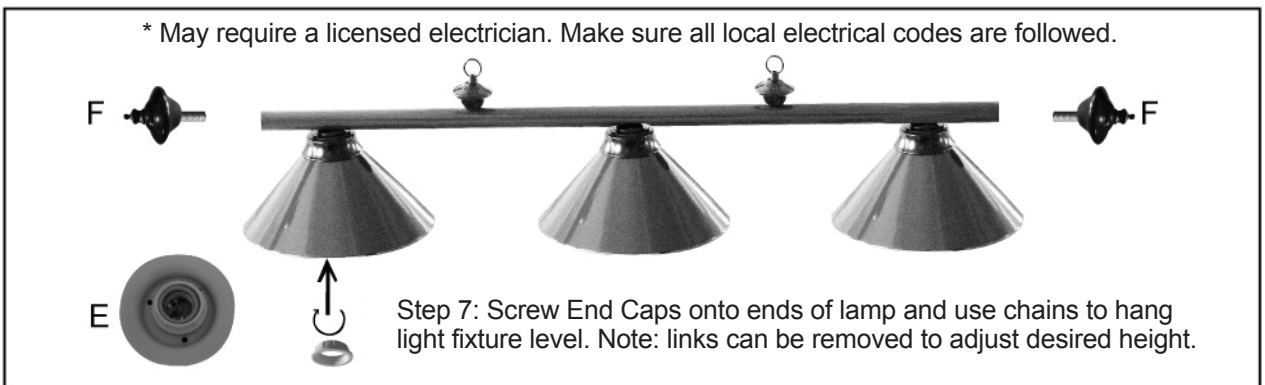 * May require a licensed electrician. Make sure all local electrical codes are followed.
F
F
E
Step 7: Screw End Caps onto ends of lamp and use chains to hang
light fixture level. Note: links can be removed to adjust desired height.